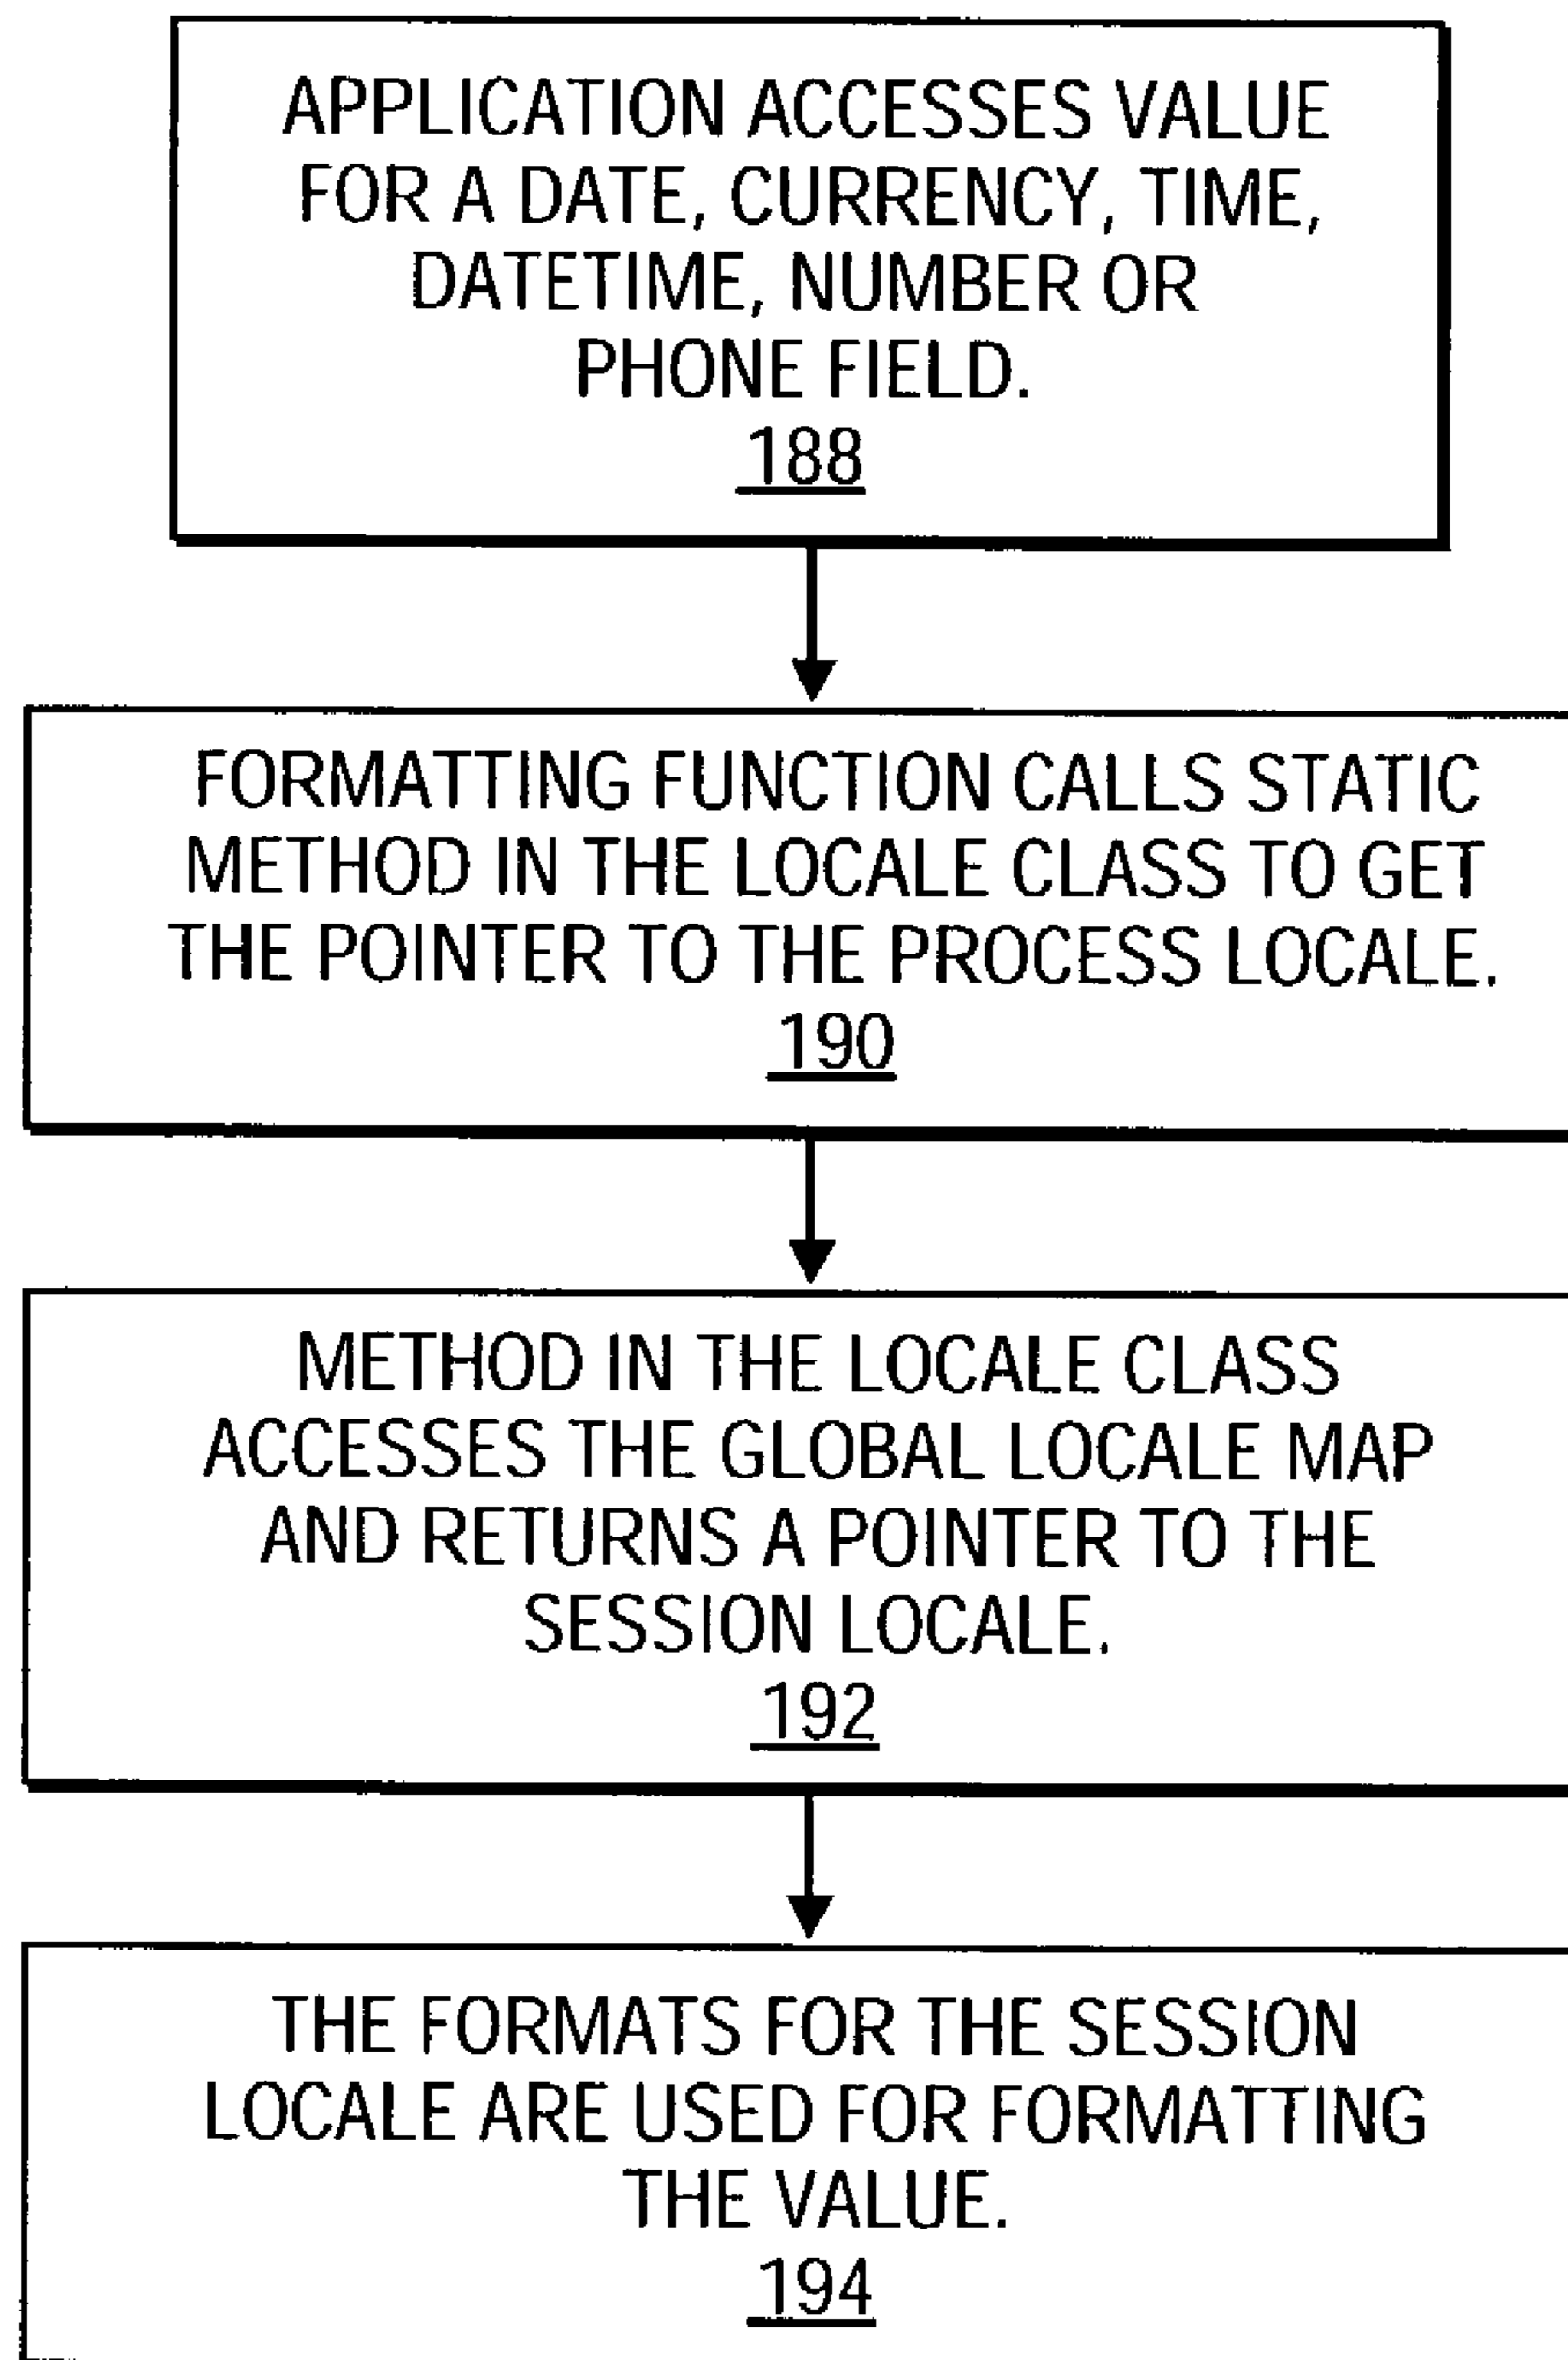 APPLICATION ACCESSES VALUE
FOR A DATE, CURRENCY, TIME,
DATETIME, NUMBER OR
PHONE FIELD.
188
FORMATTING FUNCTION CALLS STATIC
METHOD IN THE LOCALE CLASS TO GET
THE POINTER TO THE PROCESS LOCALE.
190
METHOD IN THE LOCALE CLASS
ACCESSES THE GLOBAL LOCALE MAP
AND RETURNS A POINTER TO THE
SESSION LOCALE.
192
THE FORMATS FOR THE SESSION
LOCALE ARE USED FOR FORMATTING
THE VALUE.
194